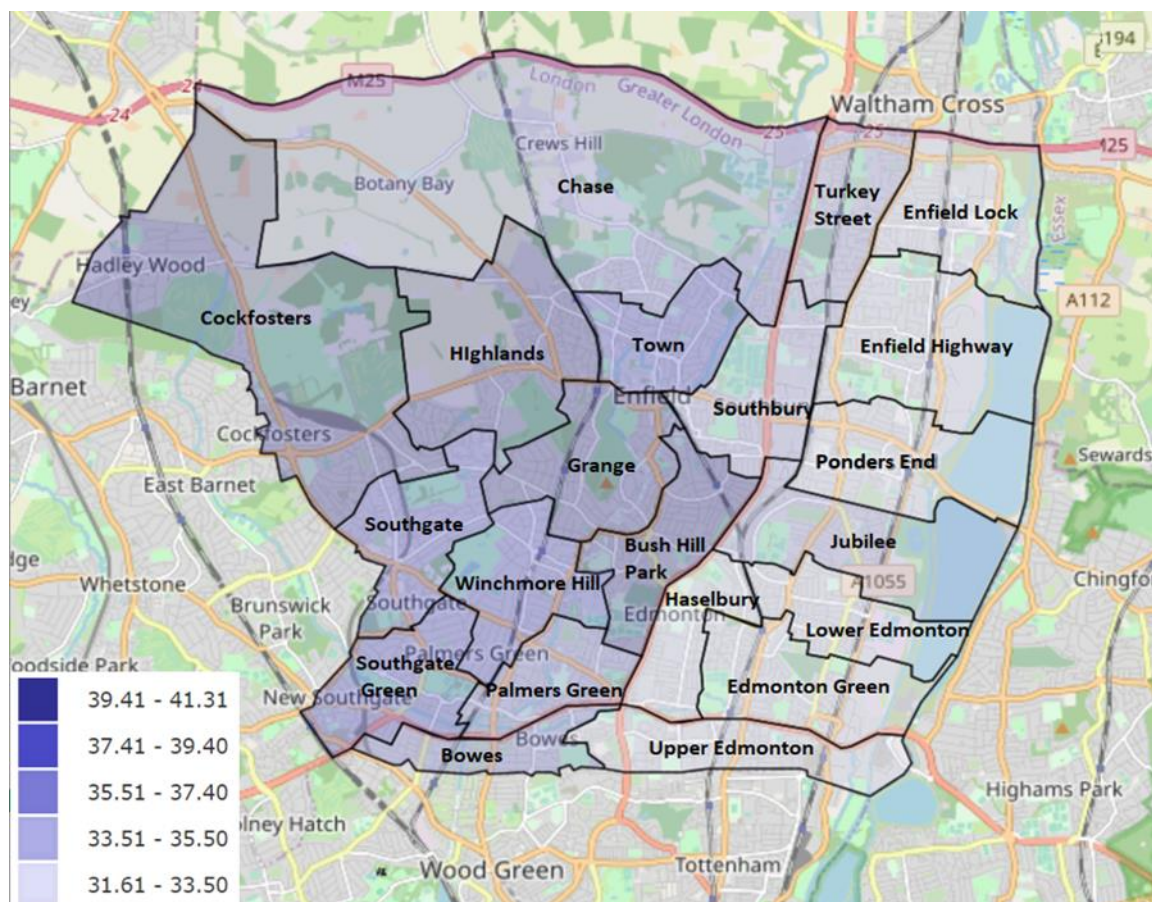 B194
24
M25
London
Greater London
Waltham Cross
24
25
25
M25
Crews Hill
Botany Bay
Chase
Turkey
Street
Enfield Lock
Essex
Hadley Wood
A112
Cockfosters
Highlands
Town
Enfield Highway
Barnet
Enfield
Southbury
Cockfosters
Grange
Ponders End
Sewards
East Barnet
Southgate
Bush Hill
Park
Jubilee
Whetstone
Winchmore Hill
A1055
Chingfo
Brunswick
Park
Southgate
Haselbury
Edmonton
Lower Edmonton
oodside Park
Southgate
Green
Palmers Green
Edmonton Green
New Southgate
Palmers Green
39.41 - 41.31
Bowes
Bowes
Upper Edmonton
37.41 - 39.40
35.51 - 37.40
Highams Park
33.51 - 35.50
olney Hatch
Wood Green
Tottenham
31.61 - 33.50